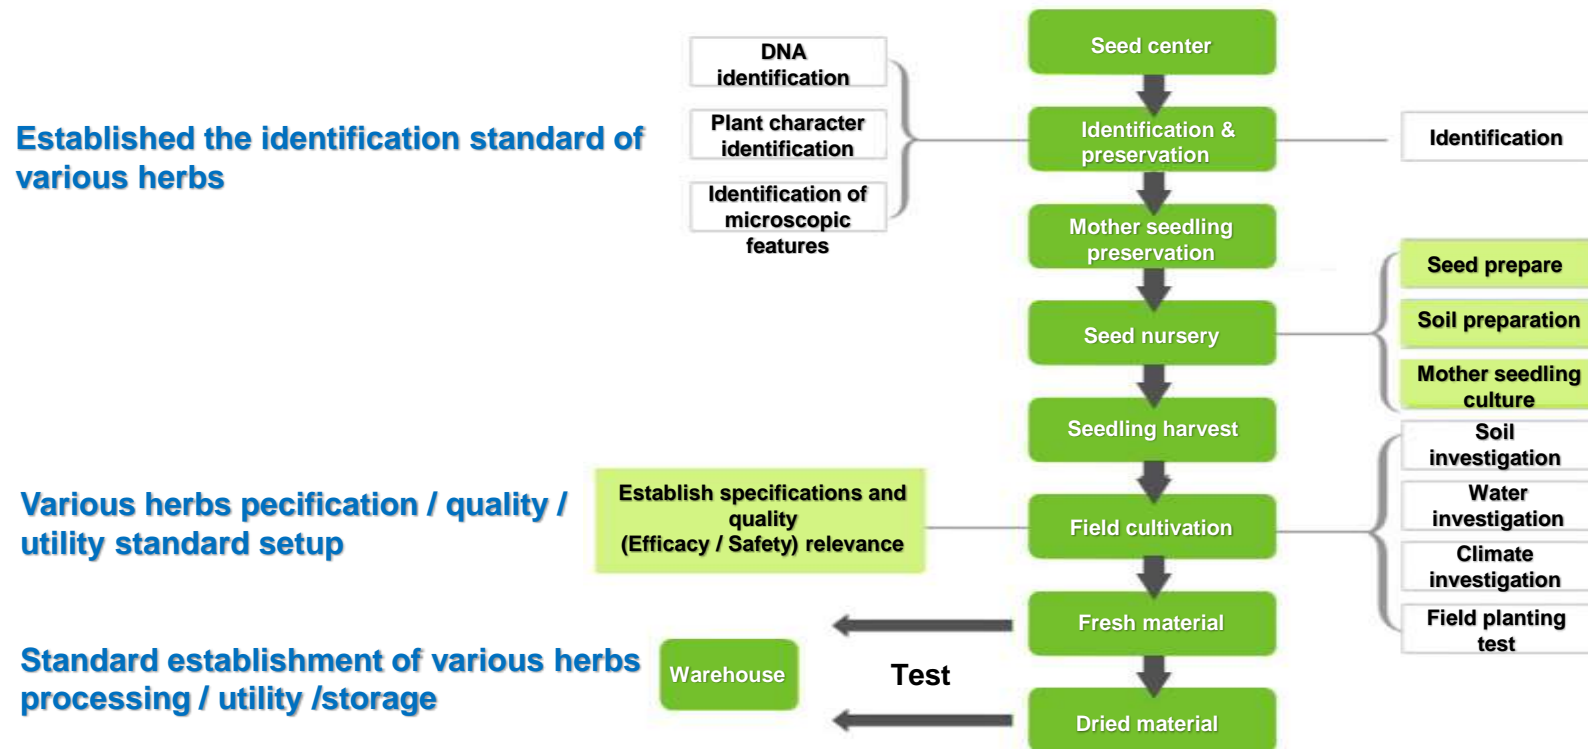 Seed center
DNA
identification
Established the identification standard of
various herbs
Plant character
identification
Identification &
preservation
Identification
Identification of
microscopic
features
Mother seedling
preservation
Seed prepare
Seed nursery
Soil preparation
Mother seedling
culture
Seedling harvest
Soil
investigation
Various herbs pecification / quality /
utility standard setup
Establish specifications and
quality
(Efficacy / Safety) relevance
Field cultivation
Water
investigation
Climate
investigation
Field planting
test
Fresh material
Standard establishment of various herbs
processing / utility /storage
Warehouse
Test
Dried material